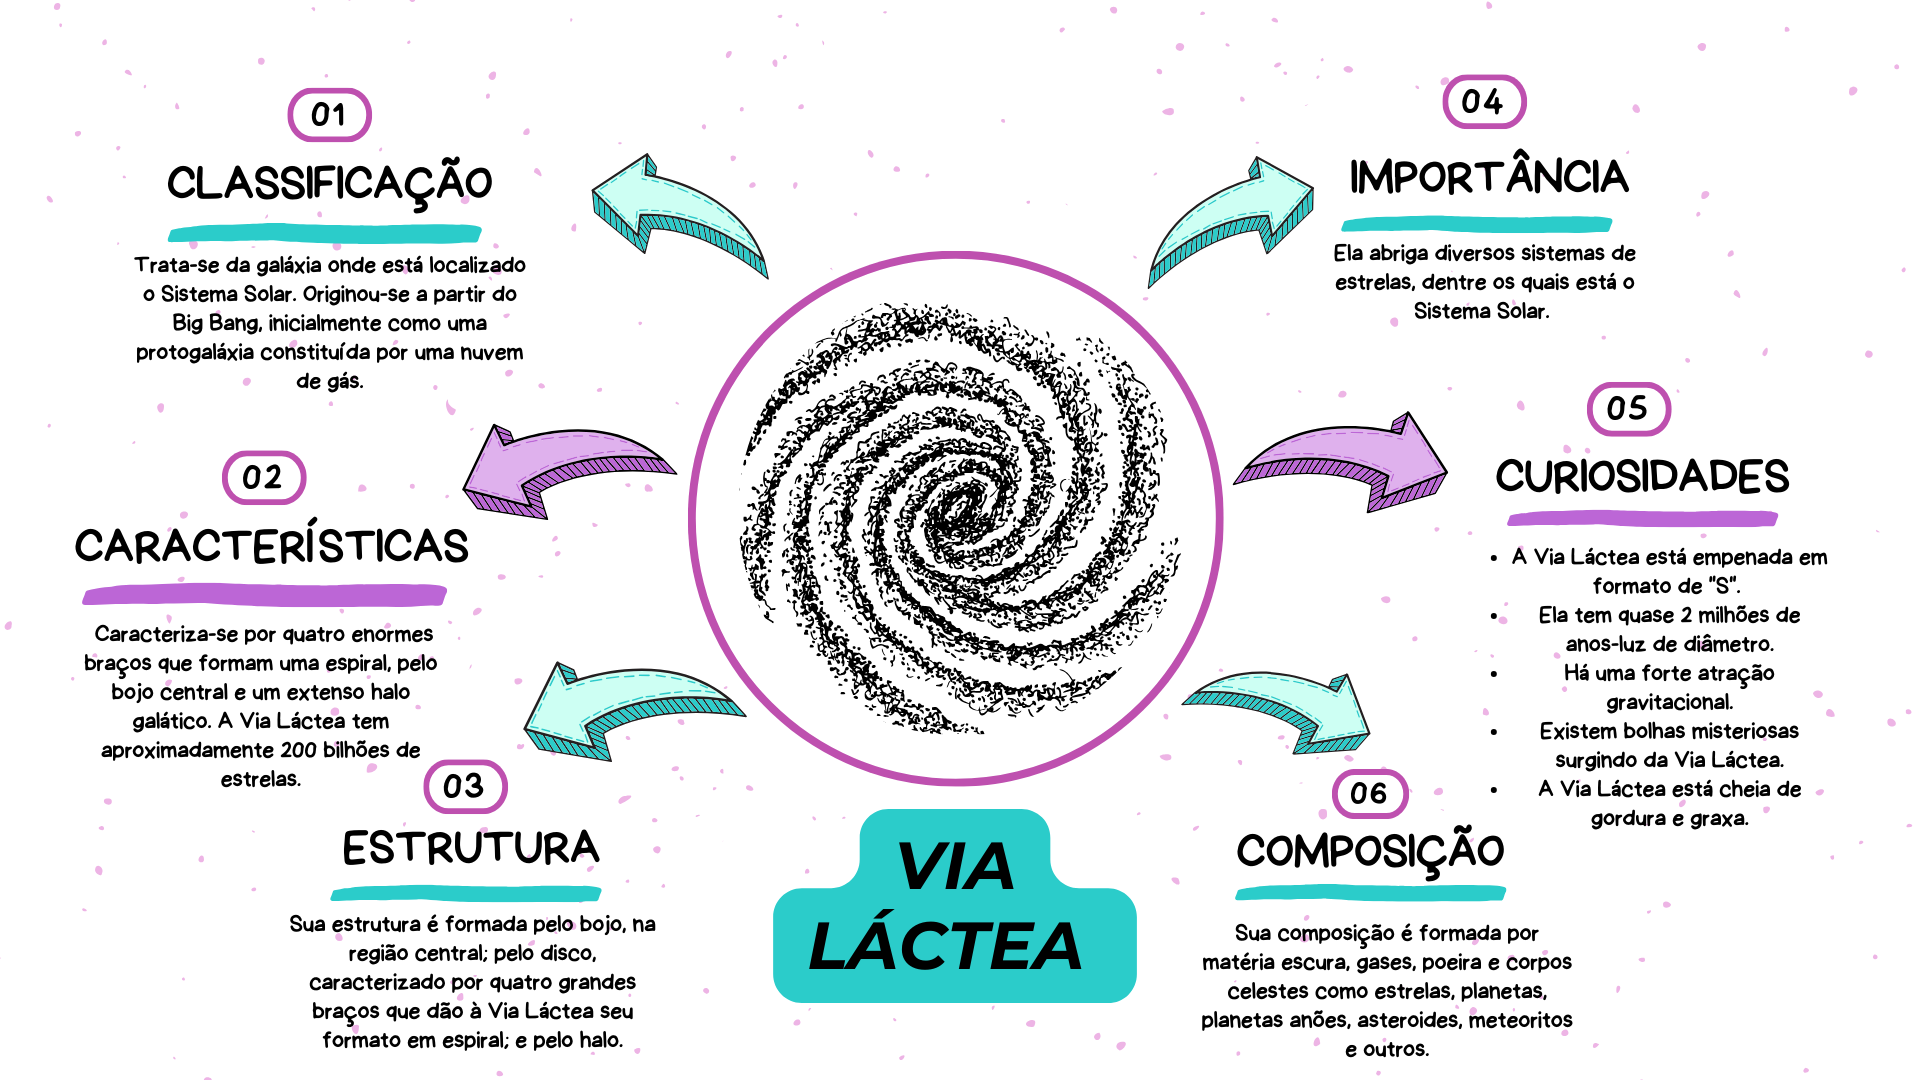 01
CLASSIFICAÇÃO
Trata-se da galáxia onde está localizado
o Sistema Solar. Originou-se a partir do
Big Bang, inicialmente como uma
protogaláxia constituída por uma nuvem
de gás.
02
CARACTERÍSTICAS
Caracteriza-se por quatro enormes
braços que formam uma espiral, pelo
bojo central e um extenso halo
galático. A Via Láctea tem
aproximadamente 200 bilhões de
estrelas.
03
ESTRUTURA
Sua estrutura é formada pelo bojo, na
região central; pelo disco,
caracterizado por quatro grandes
braços que dão à Via Láctea seu
formato em espiral; e pelo halo.
VIA
LÁCTEA
04
IMPORTÂNCIA
Ela abriga diversos sistemas de
estrelas, dentre os quais está o
Sistema Solar.
05
CURIOSIDADES
• A Via Láctea está empenada em
formato de "S".
• Ela tem quase 2 milhões de
anos-luz de diâmetro.
• Há uma forte atração
gravitacional.
• Existem bolhas misteriosas
surgindo da Via Láctea.
• A Via Láctea está cheia de
gordura e graxa.
06
COMPOSIÇÃO
Sua composição é formada por
matéria escura, gases, poeira e corpos
celestes como estrelas, planetas,
planetas anões, asteroides, meteoritos
e outros.